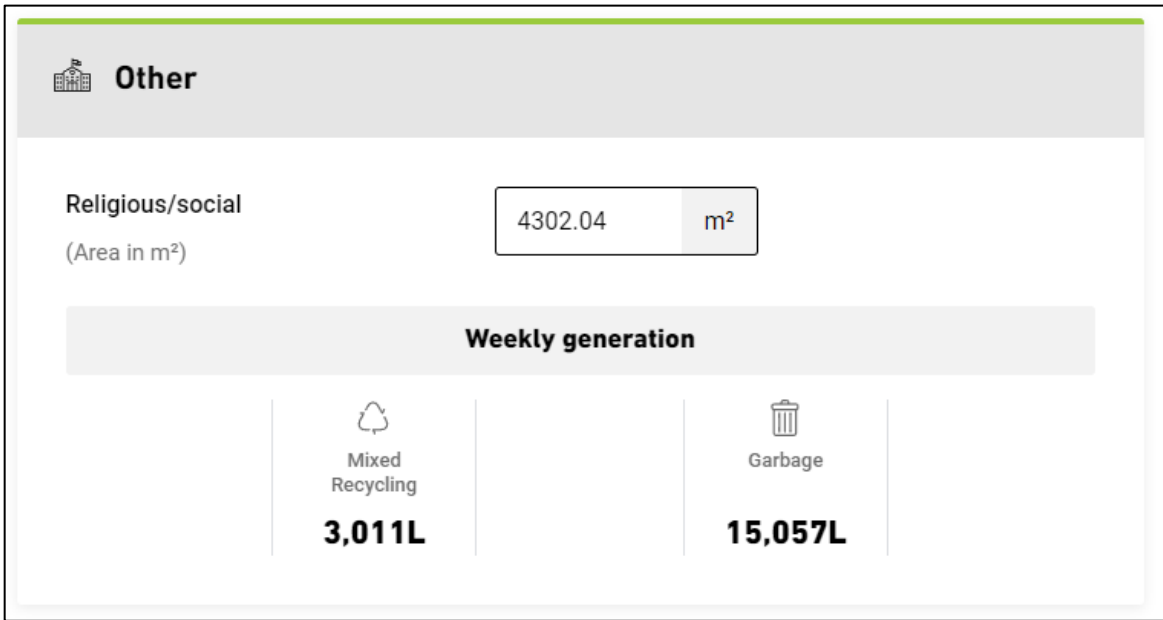 Other
Religious/social
(Area in m²)
4302.04 m²
Weekly generation
Mixed
Recycling
3,011L
Garbage
15,057L